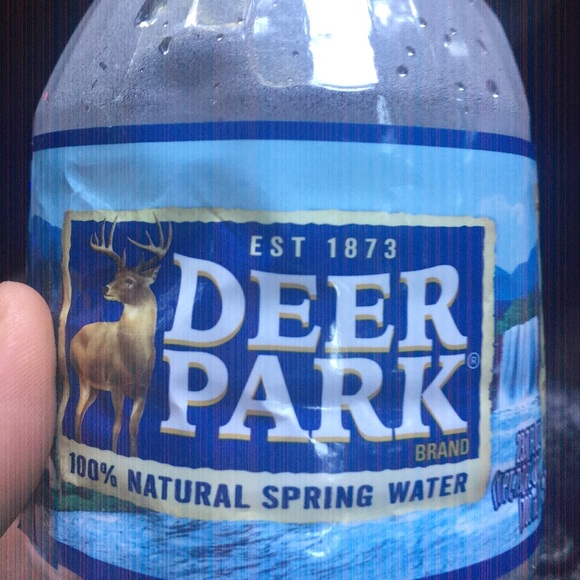 EST 1873
DEER
PARK®
BRAND
100% NATURAL SPRING WATER